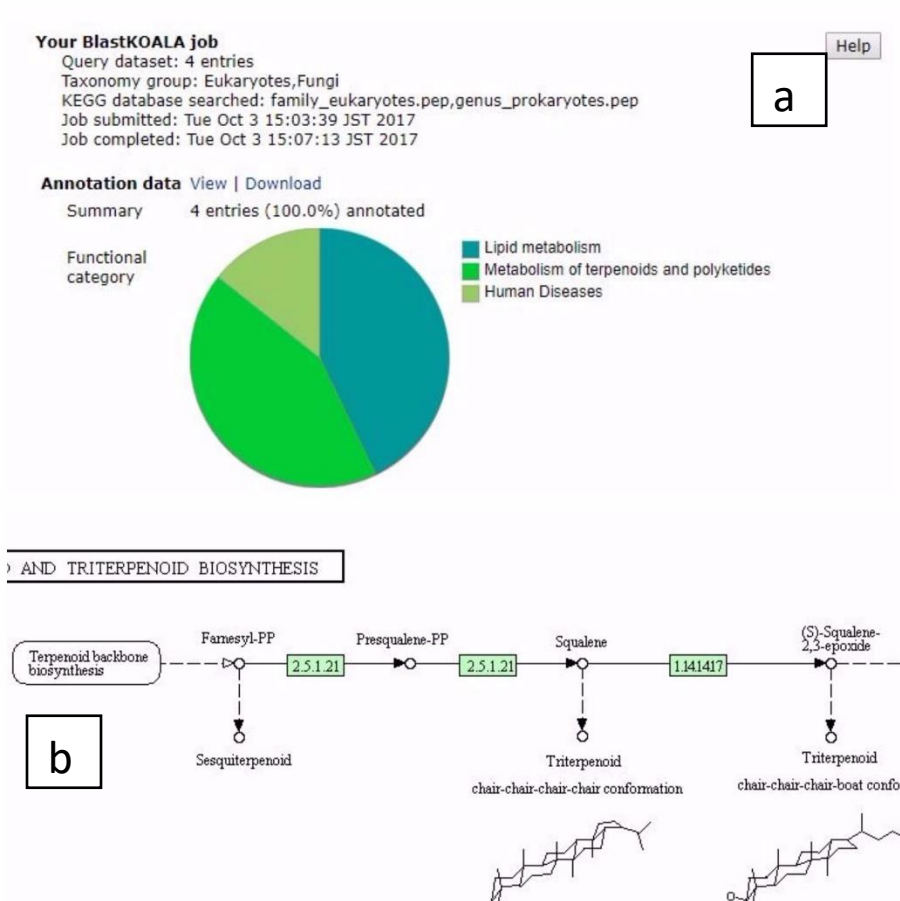 Your BlastKOALA job
Help
Query dataset: 4 entries
Taxonomy group: Eukaryotes,Fungi
KEGG database searched: family_eukaryotes.pep,genus_prokaryotes.pep
Job submitted: Tue Oct 3 15:03:39 JST 2017
Job completed: Tue Oct 3 15:07:13 JST 2017
a
Annotation data View | Download
Summary 4 entries (100.0%) annotated
Functional
category
Lipid metabolism
Metabolism of terpenoids and polyketides
Human Diseases
AND TRITERPENOID BIOSYNTHESIS
Terpenoid backbone
biosynthesis
Farnesyl-PP
2.5.1.21
Presqualene-PP
2.5.1.21
Squalene
1.14.14.17
(S)-Squalene-
2,3-epoxide
b
Sesquiterpenoid
Triterpenoid
chair-chair-chair-chair conformation
Triterpenoid
chair-chair-chair-boat confo
O